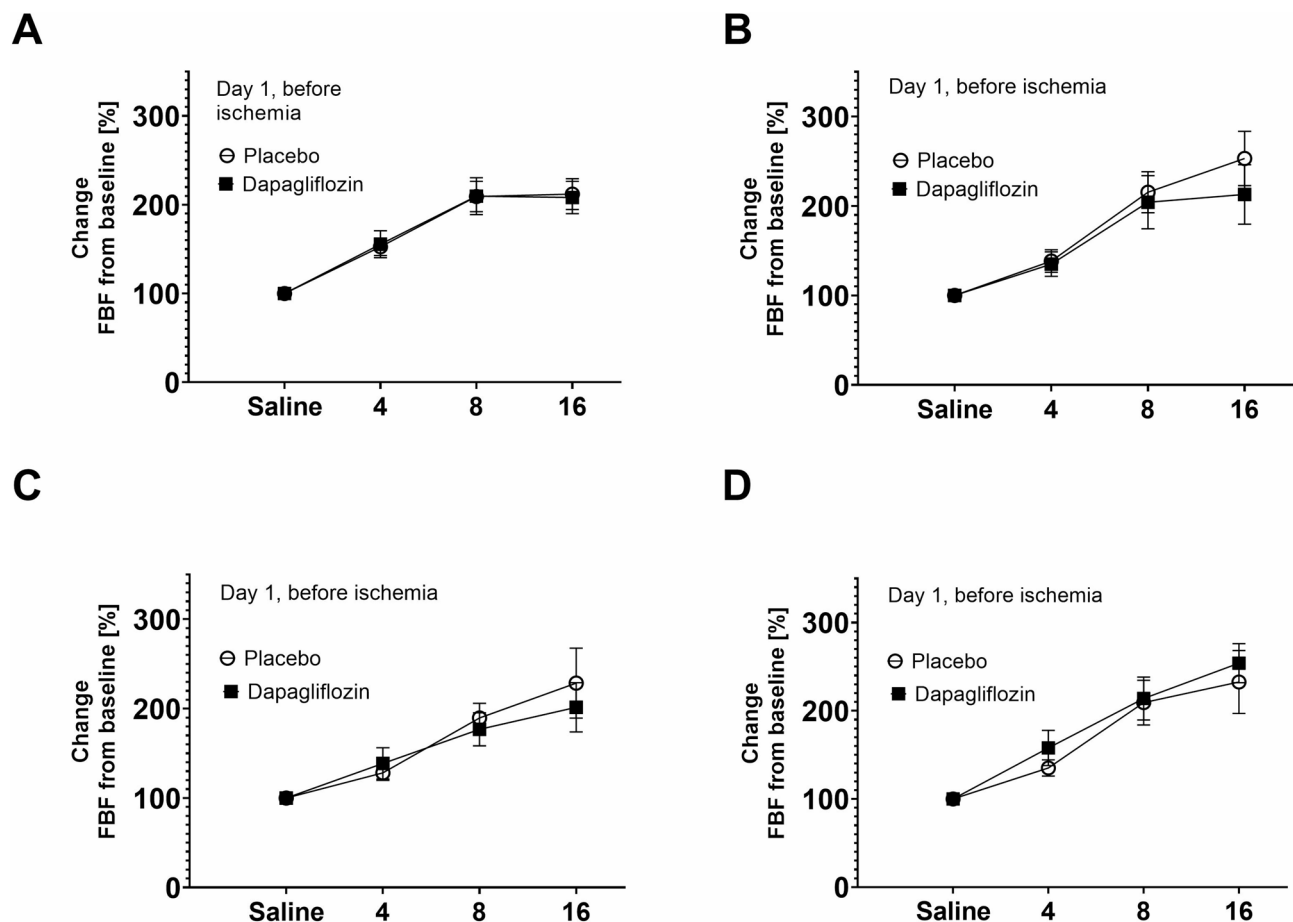 A
Change
FBF from baseline [%]
300
200
100
0
Day 1, before
ischemia
Placebo
Dapagliflozin
Saline 4 8 16
B
Change
FBF from baseline [%]
300
200
100
0
Day 1, before ischemia
Placebo
Dapagliflozin
Saline 4 8 16
C
Change
FBF from baseline [%]
300
200
100
0
Day 1, before ischemia
Placebo
Dapagliflozin
Saline 4 8 16
D
Change
FBF from baseline [%]
300
200
100
0
Day 1, before ischemia
Placebo
Dapagliflozin
Saline 4 8 16